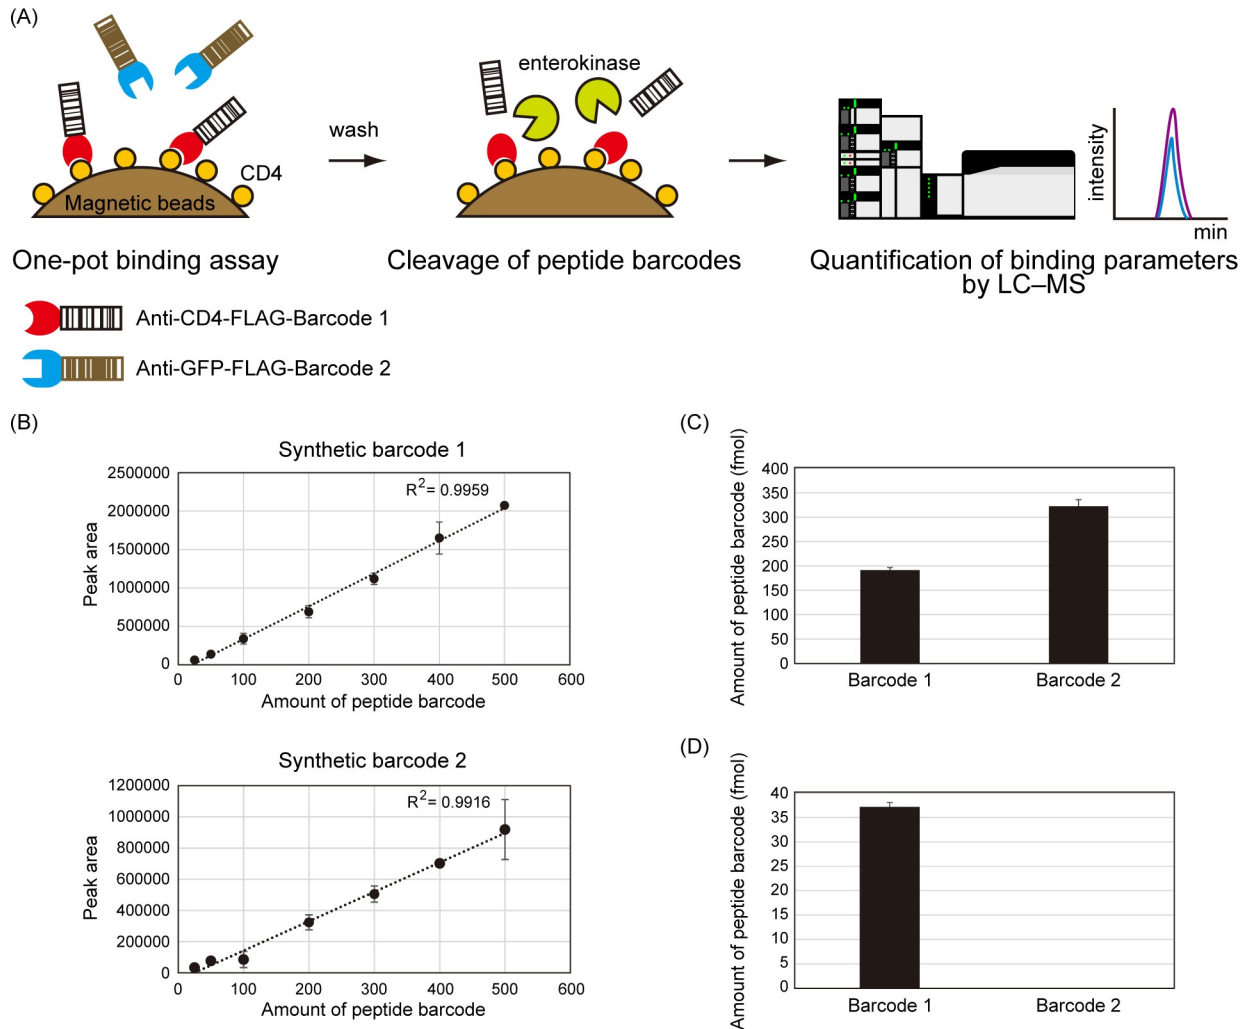 (A)
enterokinase
wash
CD4
Magnetic beads
intensity
min
One-pot binding assay
Cleavage of peptide barcodes
Quantification of binding parameters
by LC–MS
Anti-CD4-FLAG-Barcode 1
Anti-GFP-FLAG-Barcode 2
(B)
Synthetic barcode 1
2500000
2000000
1500000
1000000
500000
0
R²= 0.9959
Peak area
0 100 200 300 400 500 600
Amount of peptide barcode
Synthetic barcode 2
1200000
1000000
800000
600000
400000
200000
0
R²= 0.9916
Peak area
0 100 200 300 400 500 600
Amount of peptide barcode
(C)
Amount of peptide barcode (fmol)
400
350
300
250
200
150
100
50
0
Barcode 1 Barcode 2
(D)
Amount of peptide barcode (fmol)
40
35
30
25
20
15
10
5
0
Barcode 1 Barcode 2